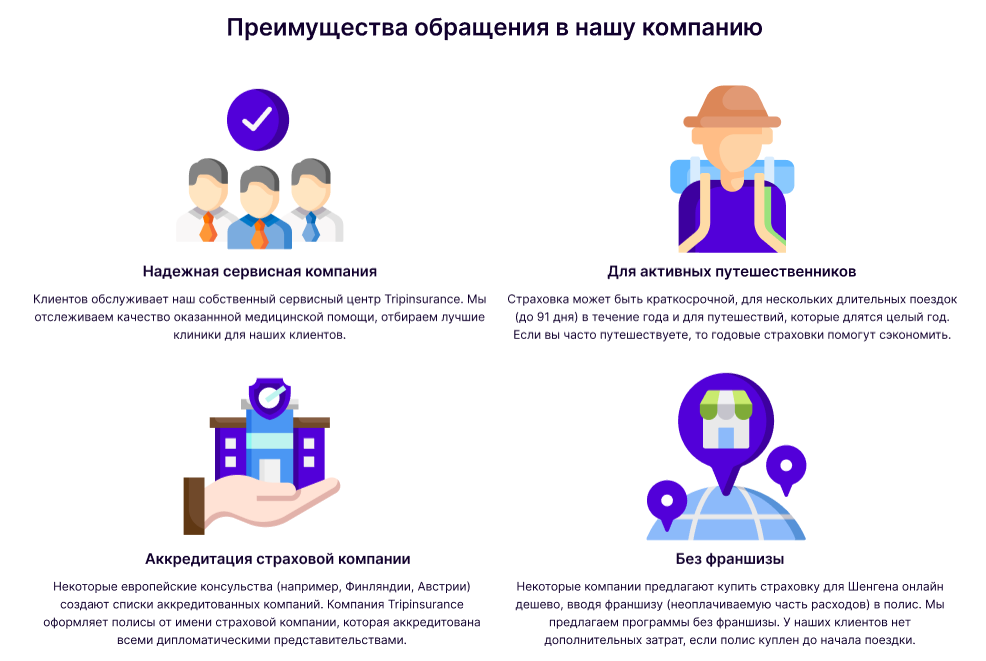 Преимущества обращения в нашу компанию
Надежная сервисная компания
Клиентов обслуживает наш собственный сервисный центр Tripinsurance. Мы
отслеживаем качество оказаннной медицинской помощи, отбираем лучшие
клиники для наших клиентов.
Для активных путешественников
Страховка может быть краткосрочной, для нескольких длительных поездок
(до 91 дня) в течение года и для путешествий, которые длятся целый год.
Если вы часто путешествуете, то годовые страховки помогут сэкономить.
Аккредитация страховой компании
Некоторые европейские консульства (например, Финляндии, Австрии)
создают списки аккредитованных компаний. Компания Tripinsurance
оформляет полисы от имени страховой компании, которая аккредитована
всеми дипломатическими представительствами.
Без франшизы
Некоторые компании предлагают купить страховку для Шенгена онлайн
дешево, вводя франшизу (неоплачиваемую часть расходов) в полис. Мы
предлагаем программы без франшизы. У наших клиентов нет
дополнительных затрат, если полис куплен до начала поездки.